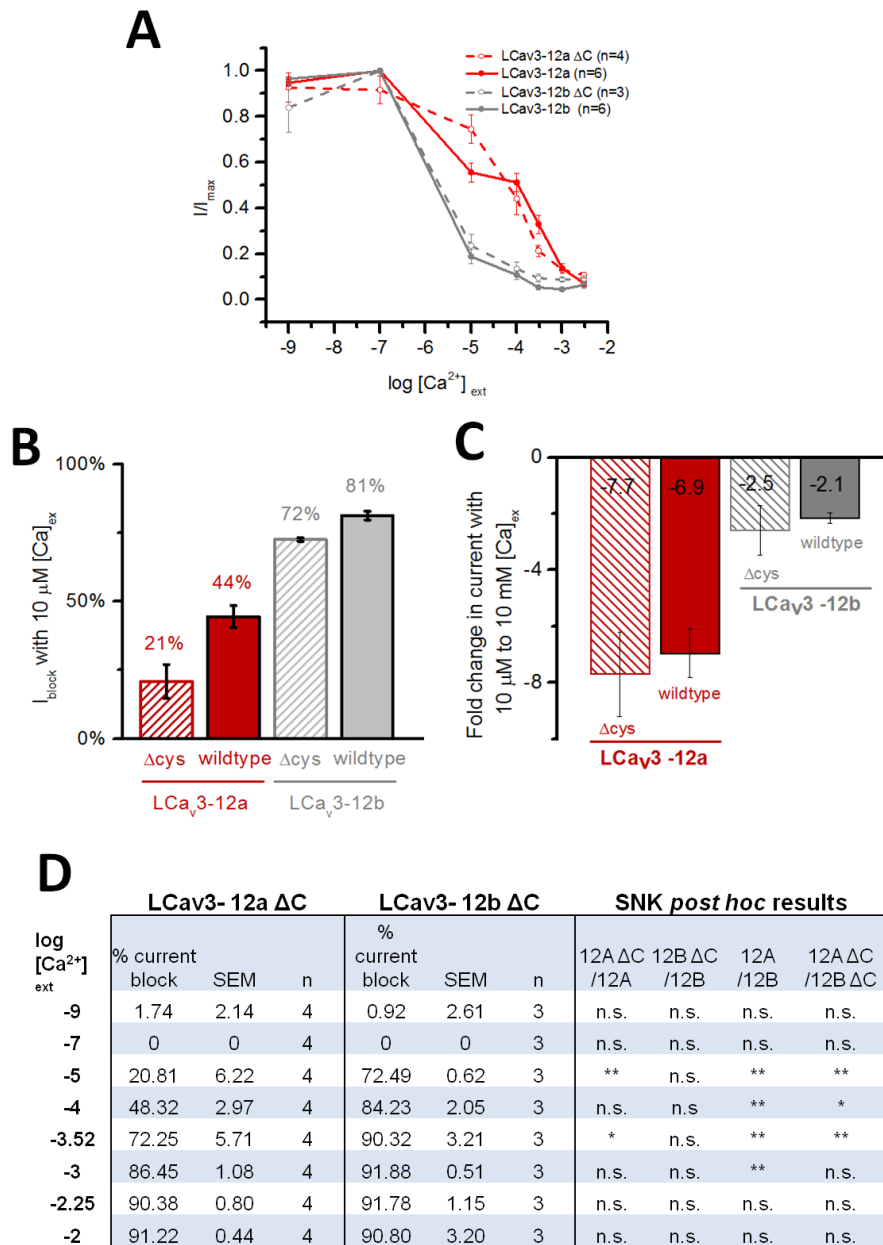 A
LCav3-12a ΔC (n=4)
LCav3-12a (n=6)
LCav3-12b ΔC (n=3)
LCav3-12b (n=6)
1.0
0.8
0.6
0.4
0.2
0.0
I/Imax
-9 -8 -7 -6 -5 -4 -3 -2
log [Ca2+] ext
B
100%
50%
0%
Iblock with 10 μM [Ca]ex
21%
44%
72%
81%
Δcys wildtype Δcys wildtype
LCav3-12a LCav3-12b
C
0
-4
-8
Fold change in current with
10 μM to 10 mM [Ca]ex
-7.7 -6.9 -2.5 -2.1
Δcys wildtype
LCaV3 -12b
Δcys wildtype
LCaV3 -12a
D
LCav3- 12a ΔC LCav3- 12b ΔC SNK post hoc results
log [Ca2+] ext % current block SEM n % current block SEM n 12A ΔC /12A 12B ΔC /12B 12A /12B 12A ΔC /12B ΔC
-9 1.74 2.14 4 0.92 2.61 3 n.s. n.s. n.s. n.s.
-7 0 0 4 0 0 3 n.s. n.s. n.s. n.s.
-5 20.81 6.22 4 72.49 0.62 3 ** n.s. ** **
-4 48.32 2.97 4 84.23 2.05 3 n.s. n.s ** *
-3.52 72.25 5.71 4 90.32 3.21 3 * n.s. ** **
-3 86.45 1.08 4 91.88 0.51 3 n.s. n.s. ** n.s.
-2.25 90.38 0.80 4 91.78 1.15 3 n.s. n.s. n.s. n.s.
-2 91.22 0.44 4 90.80 3.20 3 n.s. n.s. n.s. n.s.